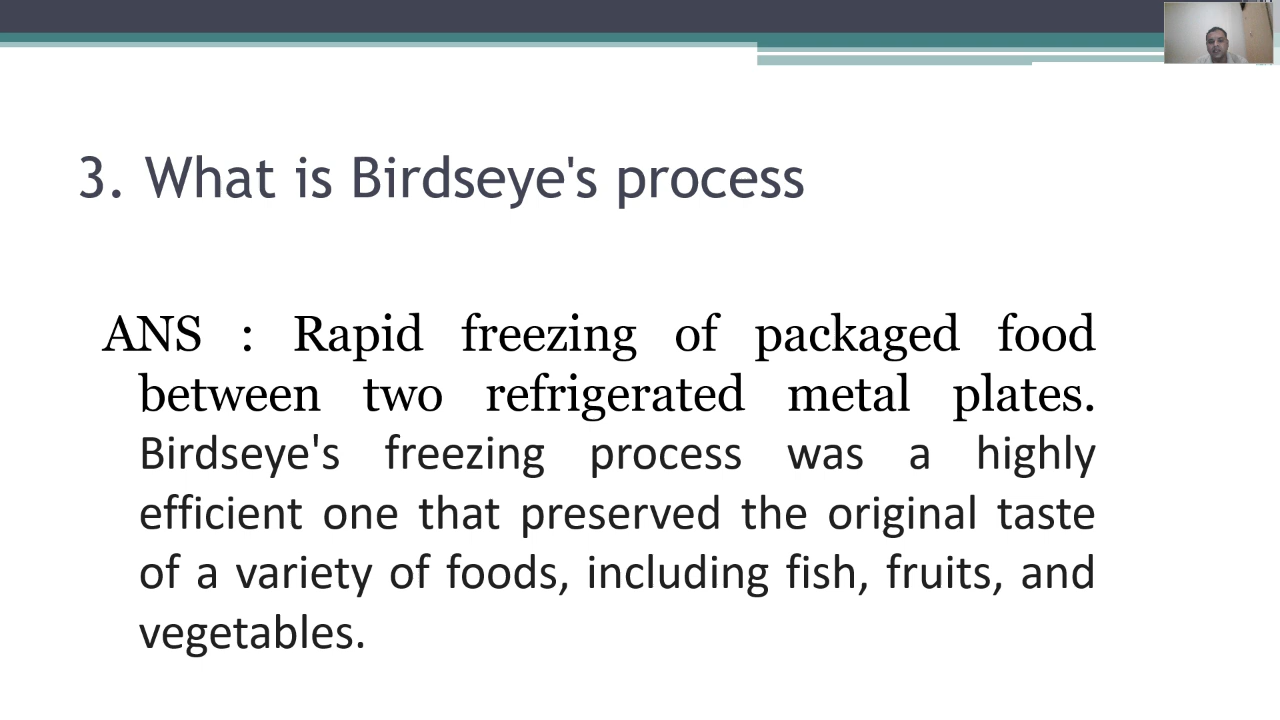 3. What is Birdseye's process
ANS : Rapid freezing of packaged food
between two refrigerated metal plates.
Birdseye's freezing process was a highly
efficient one that preserved the original taste
of a variety of foods, including fish, fruits, and
vegetables.